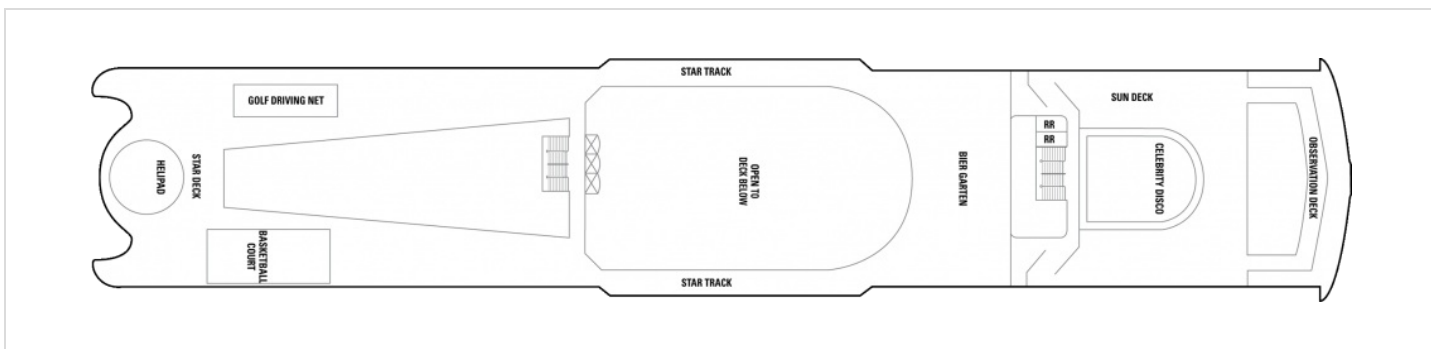 STAR TRACK
GOLF DRIVING NET
HELIPAD
STAR DECK
BASKETBALL
COURT
OPEN TO
DECK BELOW
STAR TRACK
BIER GARTEN
RR
RR
SUN DECK
CELEBRITY DISCO
OBSERVATION DECK